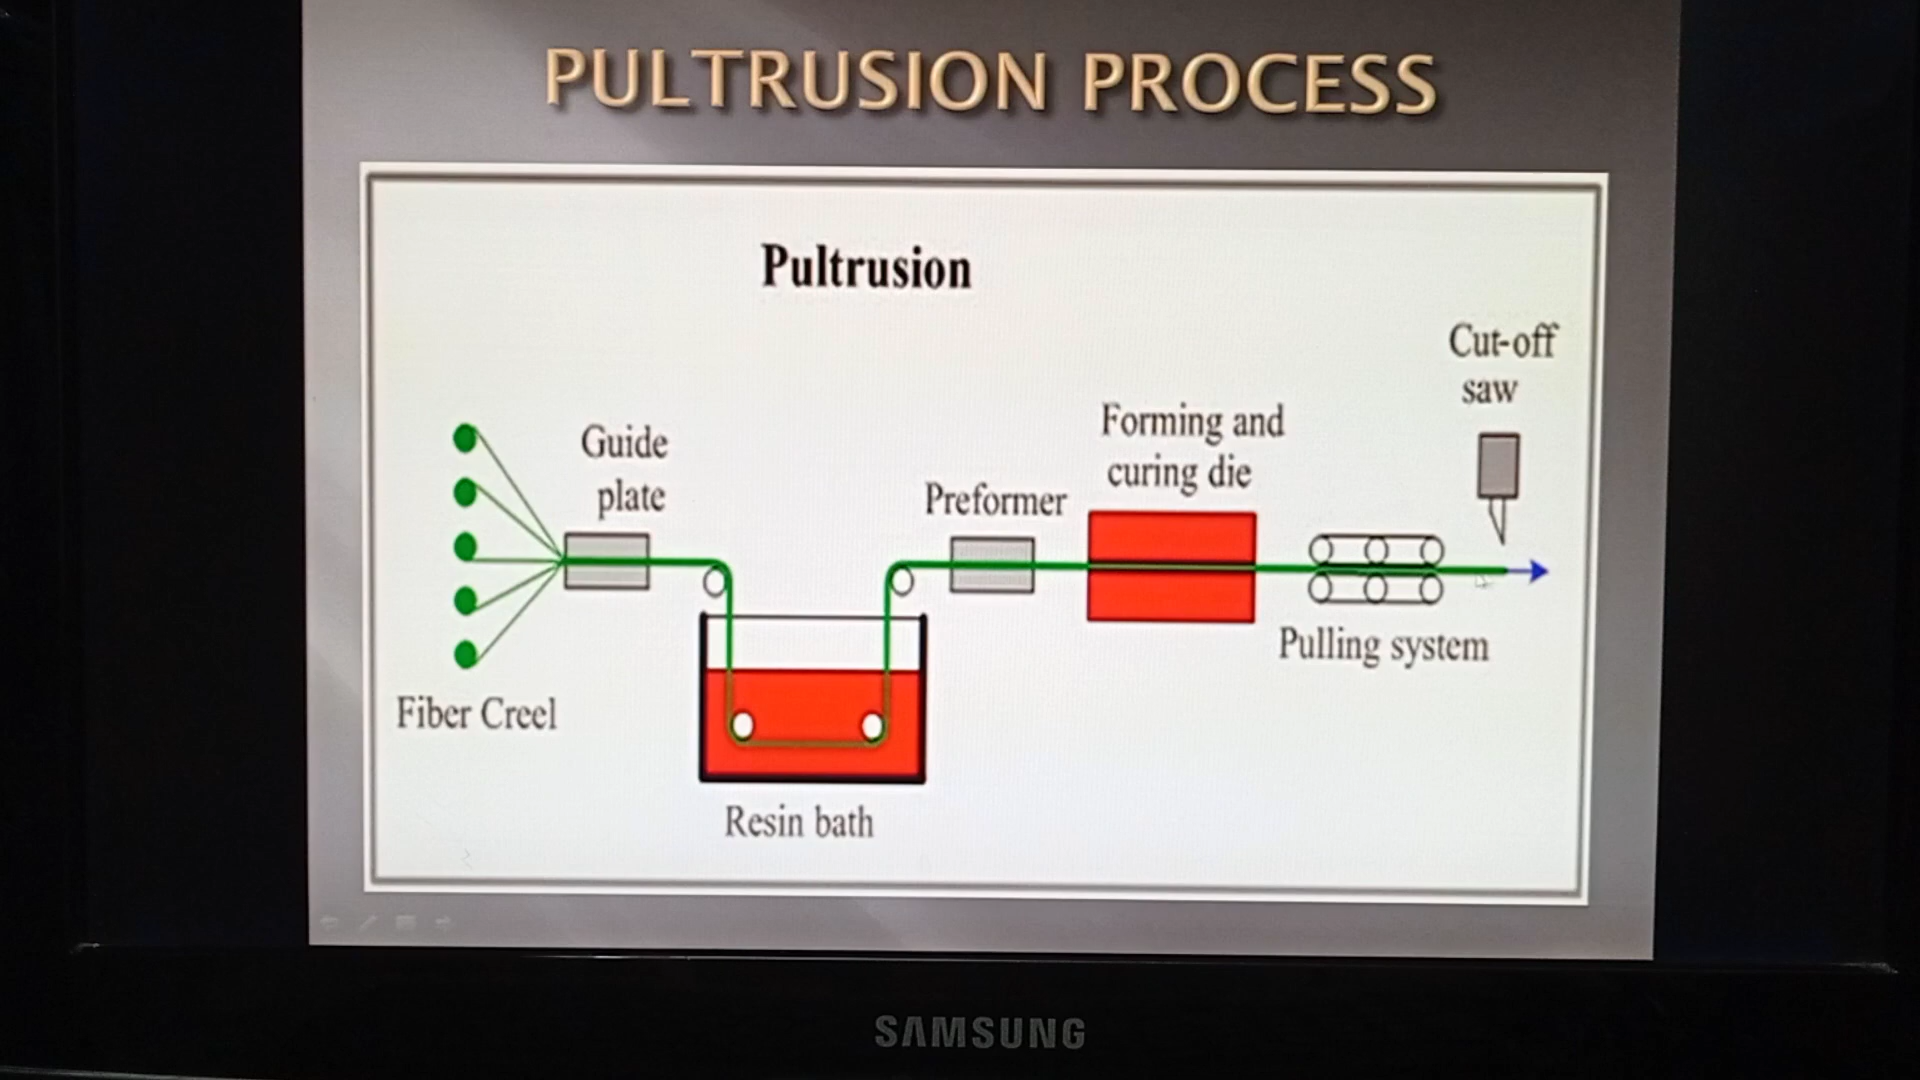 PULTRUSION PROCESS
Pultrusion
Cut-off
saw
Forming and
curing die
Guide
plate
Preformer
Pulling system
Fiber Creel
Resin bath
SAMSUNG